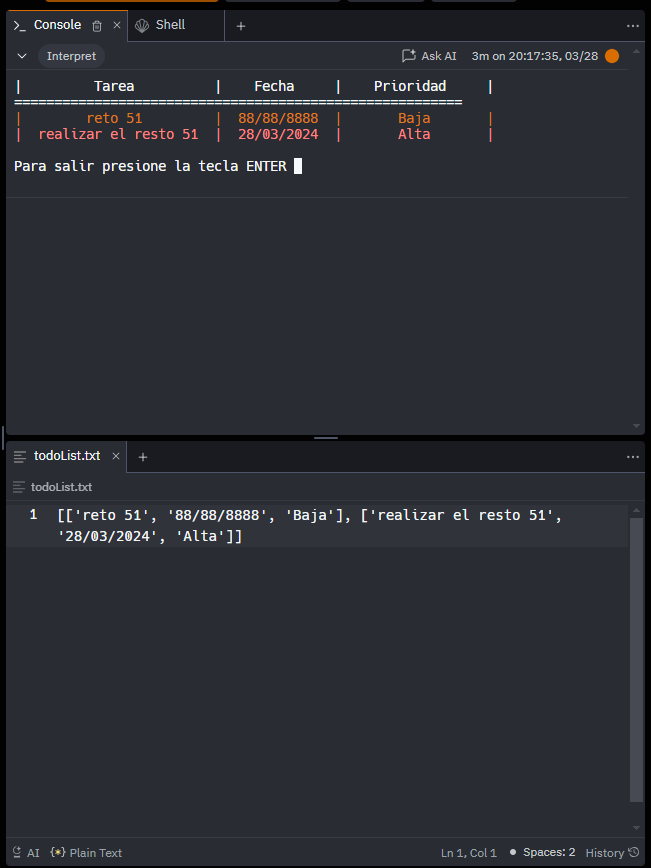 Console Shell
Interpret Ask AI 3m on 20:17:35, 03/28
| Tarea | Fecha | Prioridad |
========================================================
| reto 51 | 88/88/8888 | Baja |
| realizar el resto 51 | 28/03/2024 | Alta |
Para salir presione la tecla ENTER
todoList.txt
todoList.txt
1 [['reto 51', '88/88/8888', 'Baja'], ['realizar el resto 51',
'28/03/2024', 'Alta']]
AI Plain Text Ln 1, Col 1 Spaces: 2 History